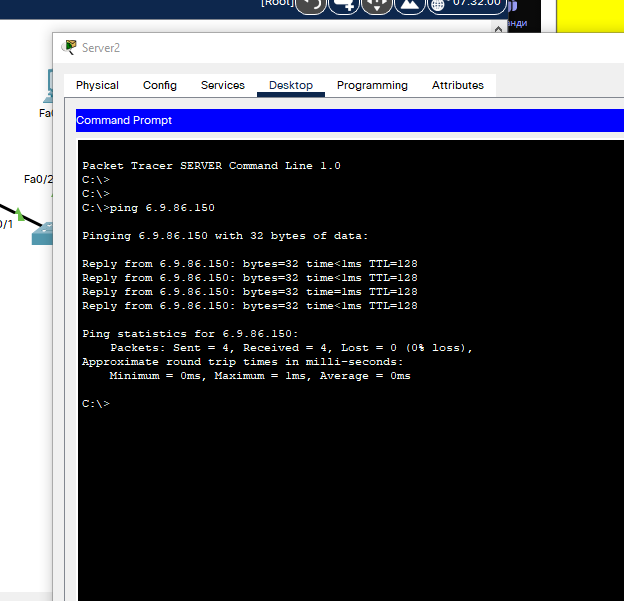 [Root]
07:32:00
нди
Server2
Physical Config Services Desktop Programming Attributes
Command Prompt
Fa0/2
0/1
Packet Tracer SERVER Command Line 1.0
C:\>
C:\>
C:\>ping 6.9.86.150
Pinging 6.9.86.150 with 32 bytes of data:
Reply from 6.9.86.150: bytes=32 time<1ms TTL=128
Reply from 6.9.86.150: bytes=32 time<1ms TTL=128
Reply from 6.9.86.150: bytes=32 time=1ms TTL=128
Reply from 6.9.86.150: bytes=32 time<1ms TTL=128
Ping statistics for 6.9.86.150:
Packets: Sent = 4, Received = 4, Lost = 0 (0% loss),
Approximate round trip times in milli-seconds:
Minimum = 0ms, Maximum = 1ms, Average = 0ms
C:\>